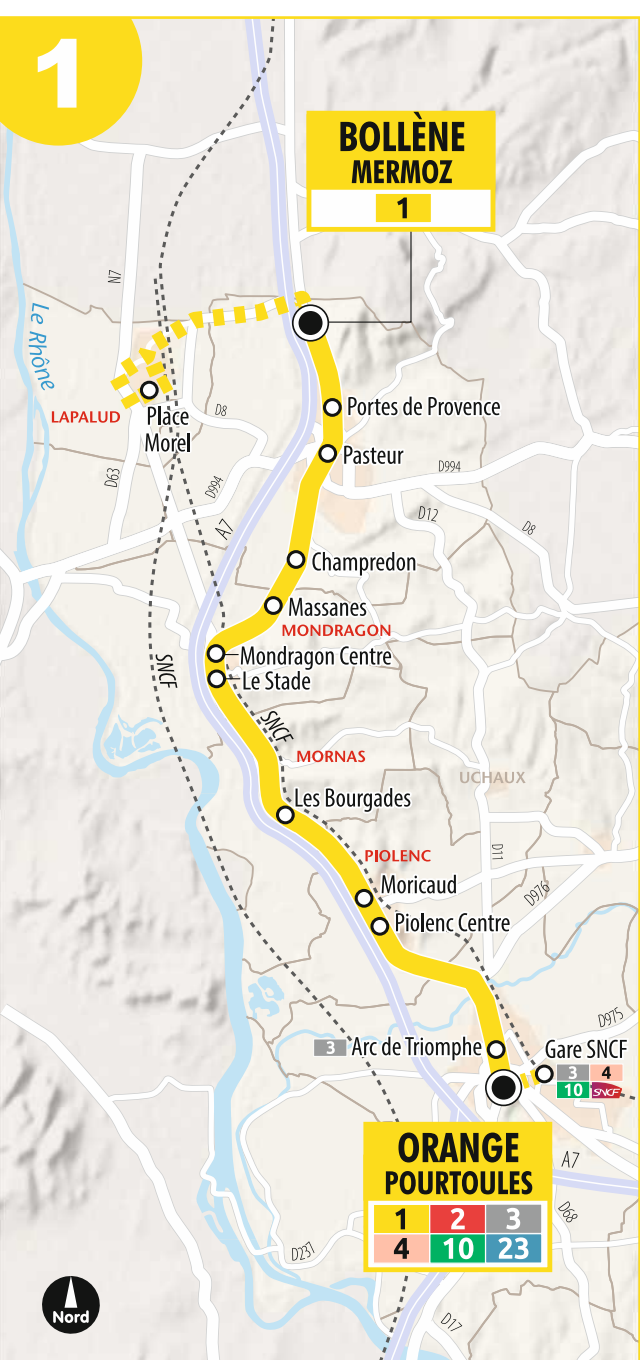 1
BOLLÈNE
MERMOZ
1
N7
Le Rhône
LAPALUD
Place
Morel
D8
Portes de Provence
Pasteur
D63
D994
D994
A7
D12
D8
Champredon
Massanes
MONDRAGON
Mondragon Centre
SNCF
Le Stade
SNCF
MORNAS
UCHAUX
Les Bourgades
PIOLENC
D11
Moricaud
D976
Piolenc Centre
D975
3 Arc de Triomphe
Gare SNCF
3 4
10 SNCF
ORANGE
POURTOULES
1 2 3
4 10 23
A7
D68
D237
D17
Nord